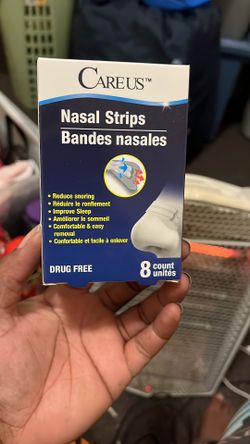 CAREUS™
Nasal Strips
Bandes nasales
• Reduce snoring
• Réduire le ronflement
• Improve Sleep
• Améliorer le sommeil
• Comfortable & easy
removal
• Confortable et facile à enlever
DRUG FREE
8 count
unités